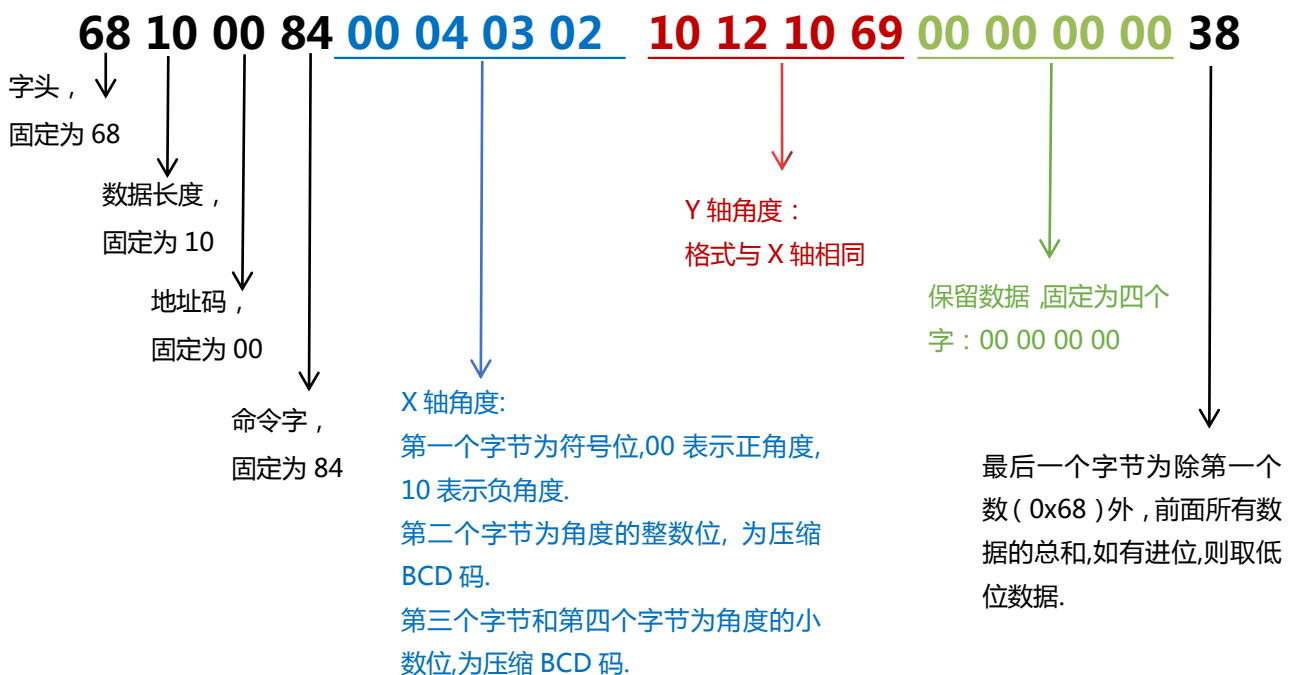 68 10 00 84 00 04 03 02 10 12 10 69 00 00 00 00 38
字头，
固定为 68
数据长度，
固定为 10
地址码，
固定为 00
命令字，
固定为 84
X 轴角度:
第一个字节为符号位,00 表示正角度,
10 表示负角度.
第二个字节为角度的整数位, 为压缩
BCD 码.
第三个字节和第四个字节为角度的小
数位,为压缩 BCD 码.
Y 轴角度：
格式与 X 轴相同
保留数据 ,固定为四个
字：00 00 00 00
最后一个字节为除第一个
数（0x68）外，前面所有数
据的总和,如有进位,则取低
位数据.